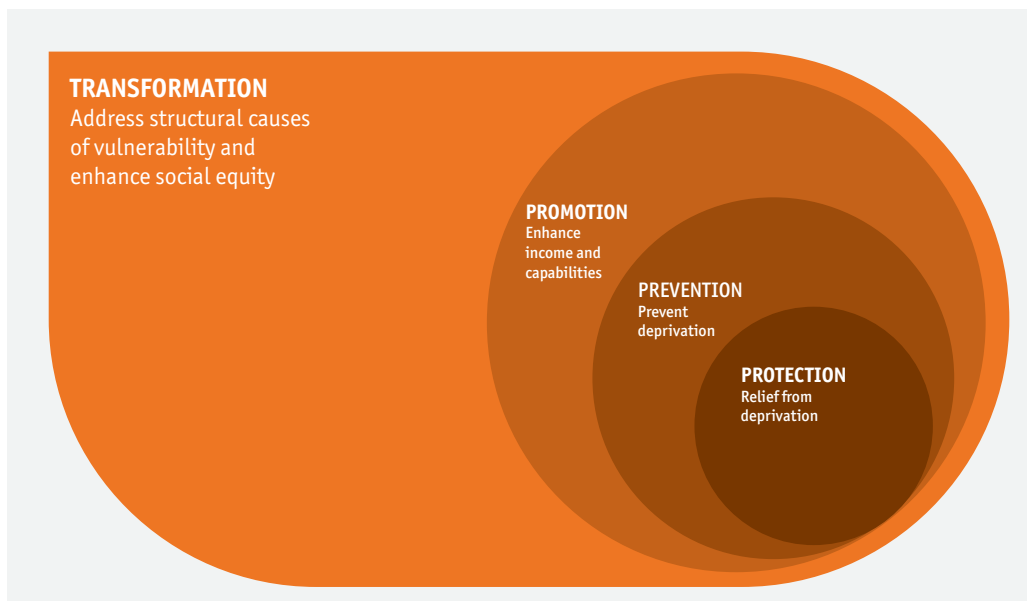 TRANSFORMATION
Address structural causes
of vulnerability and
enhance social equity
PROMOTION
Enhance
income and
capabilities
PREVENTION
Prevent
deprivation
PROTECTION
Relief from
deprivation